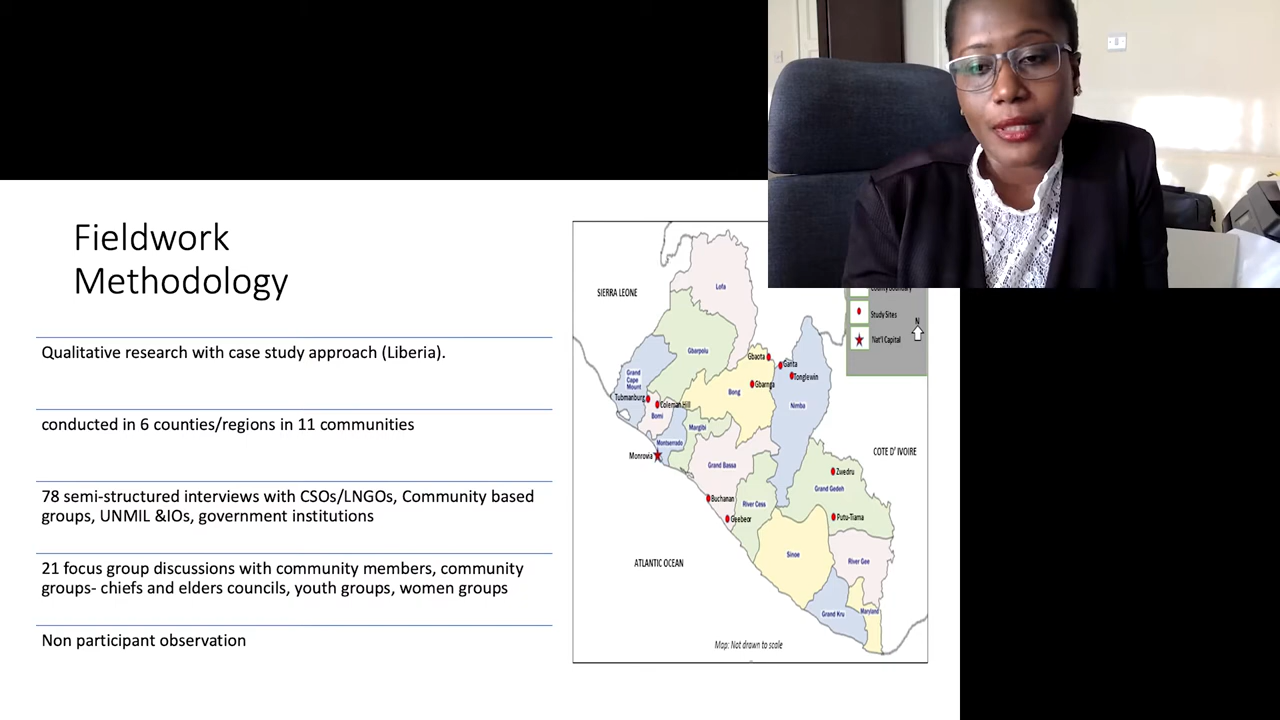 Fieldwork
Methodology
Qualitative research with case study approach (Liberia).
conducted in 6 counties/regions in 11 communities
78 semi-structured interviews with CSOs/LNGOs, Community based
groups, UNMIL &IOs, government institutions
21 focus group discussions with community members, community
groups- chiefs and elders councils, youth groups, women groups
Non participant observation
SIERRA LEONE
Lofa
County Boundary
Study Sites
N
Nat'l Capital
Gbarpolu
Gbaota
Ganta
Tonglewin
Grand
Cape
Mount
Bong
Gbarnga
Tubmanburg
Coleman Hill
Bomi
Nimba
Margibi
Montserrado
Monrovia
COTE D' IVOIRE
Grand Bassa
Zwedru
Grand Gedeh
Buchanan
River Cess
Geebeor
Putu-Tiama
ATLANTIC OCEAN
Sinoe
River Gee
Grand Kru
Maryland
Map: Not drawn to scale